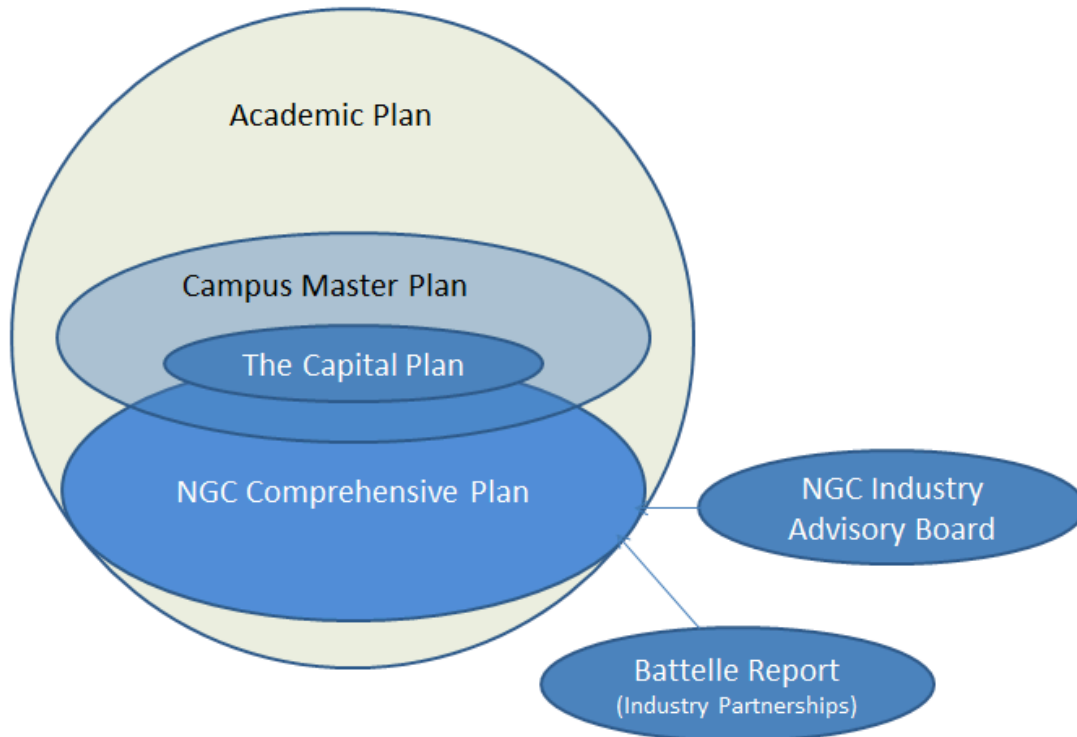 Academic Plan
Campus Master Plan
The Capital Plan
NGC Comprehensive Plan
NGC Industry
Advisory Board
Battelle Report
(Industry Partnerships)